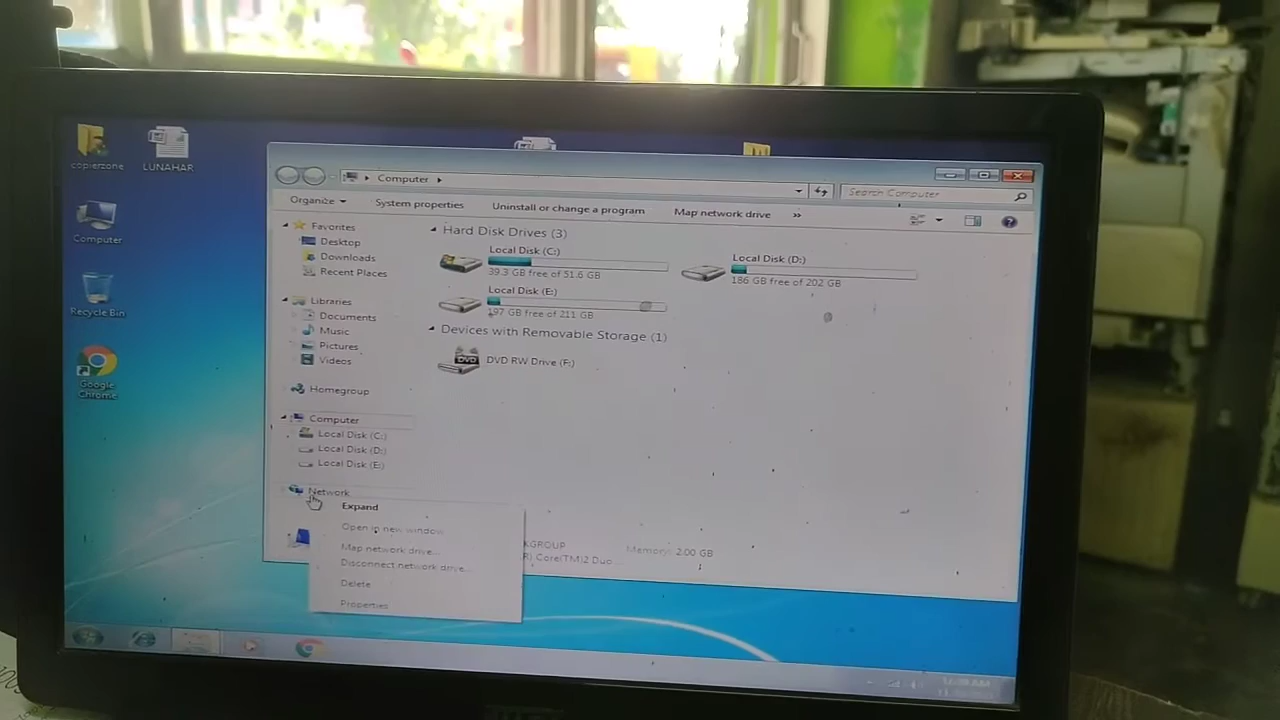 copierzone
LUNAHAR
Computer
Recycle Bin
Google
Chrome
Computer
Search Computer
Organize
System properties
Uninstall or change a program
Map network drive
»
Favorites
Desktop
Downloads
Recent Places
Libraries
Documents
Music
Pictures
Videos
Homegroup
Computer
Local Disk (C:)
Local Disk (D:)
Local Disk (E:)
Network
Hard Disk Drives (3)
Local Disk (C:)
39.3 GB free of 51.6 GB
Local Disk (D:)
186 GB free of 202 GB
Local Disk (E:)
197 GB free of 211 GB
Devices with Removable Storage (1)
DVD
DVD RW Drive (F:)
Expand
Open in new window
Map network drive...
Disconnect network drive...
Delete
Properties
KGROUP
Memory: 2.00 GB
R) Core(TM)2 Duo